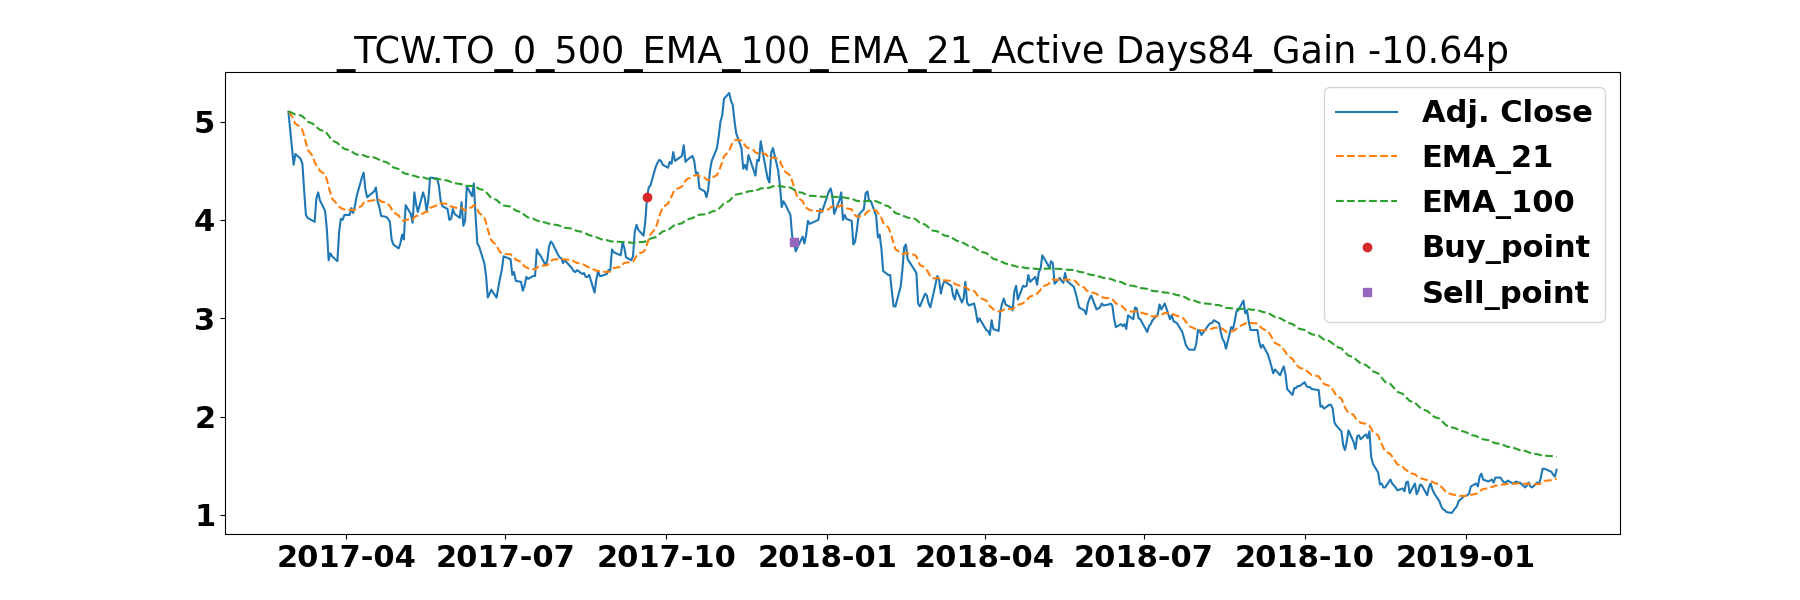 _TCW.TO_0_500_EMA_100_EMA_21_Active Days84_Gain -10.64p
Adj. Close
EMA_21
EMA_100
Buy_point
Sell_point
5
4
3
2
1
2017-04 2017-07 2017-10 2018-01 2018-04 2018-07 2018-10 2019-01